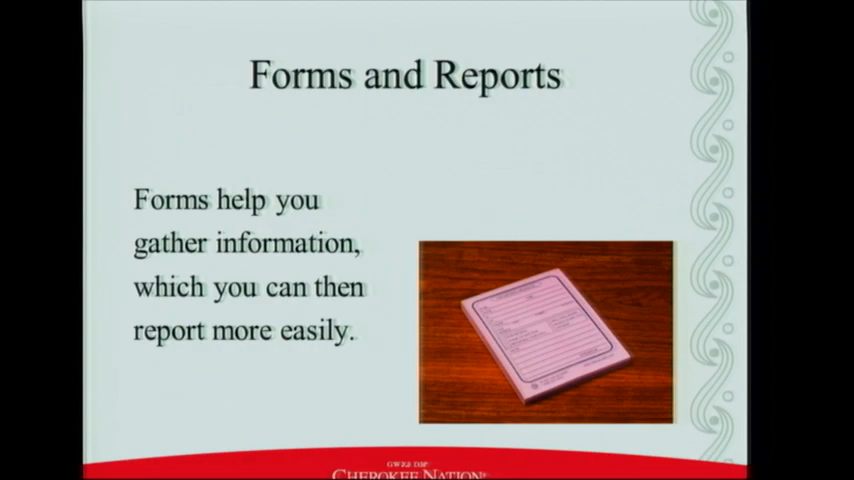 Forms and Reports
Forms help you
gather information,
which you can then
report more easily.
CHEROKEE NATION